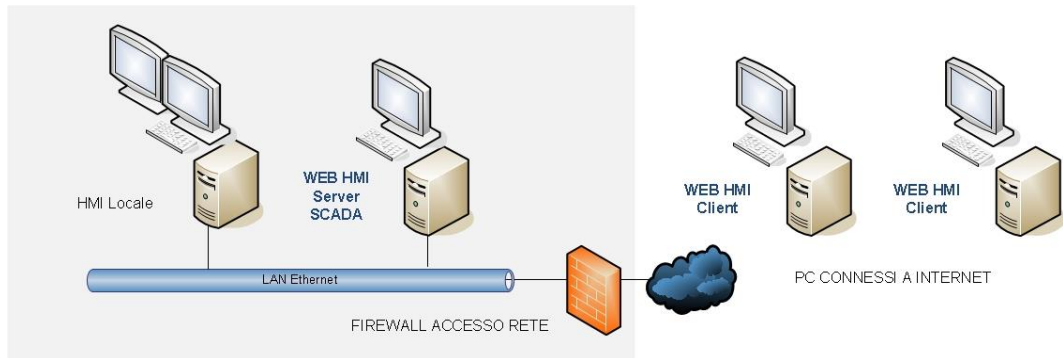 HMI Locale
WEB HMI
Server
SCADA
WEB HMI
Client
WEB HMI
Client
LAN Ethernet
PC CONNESSI A INTERNET
FIREWALL ACCESSO RETE